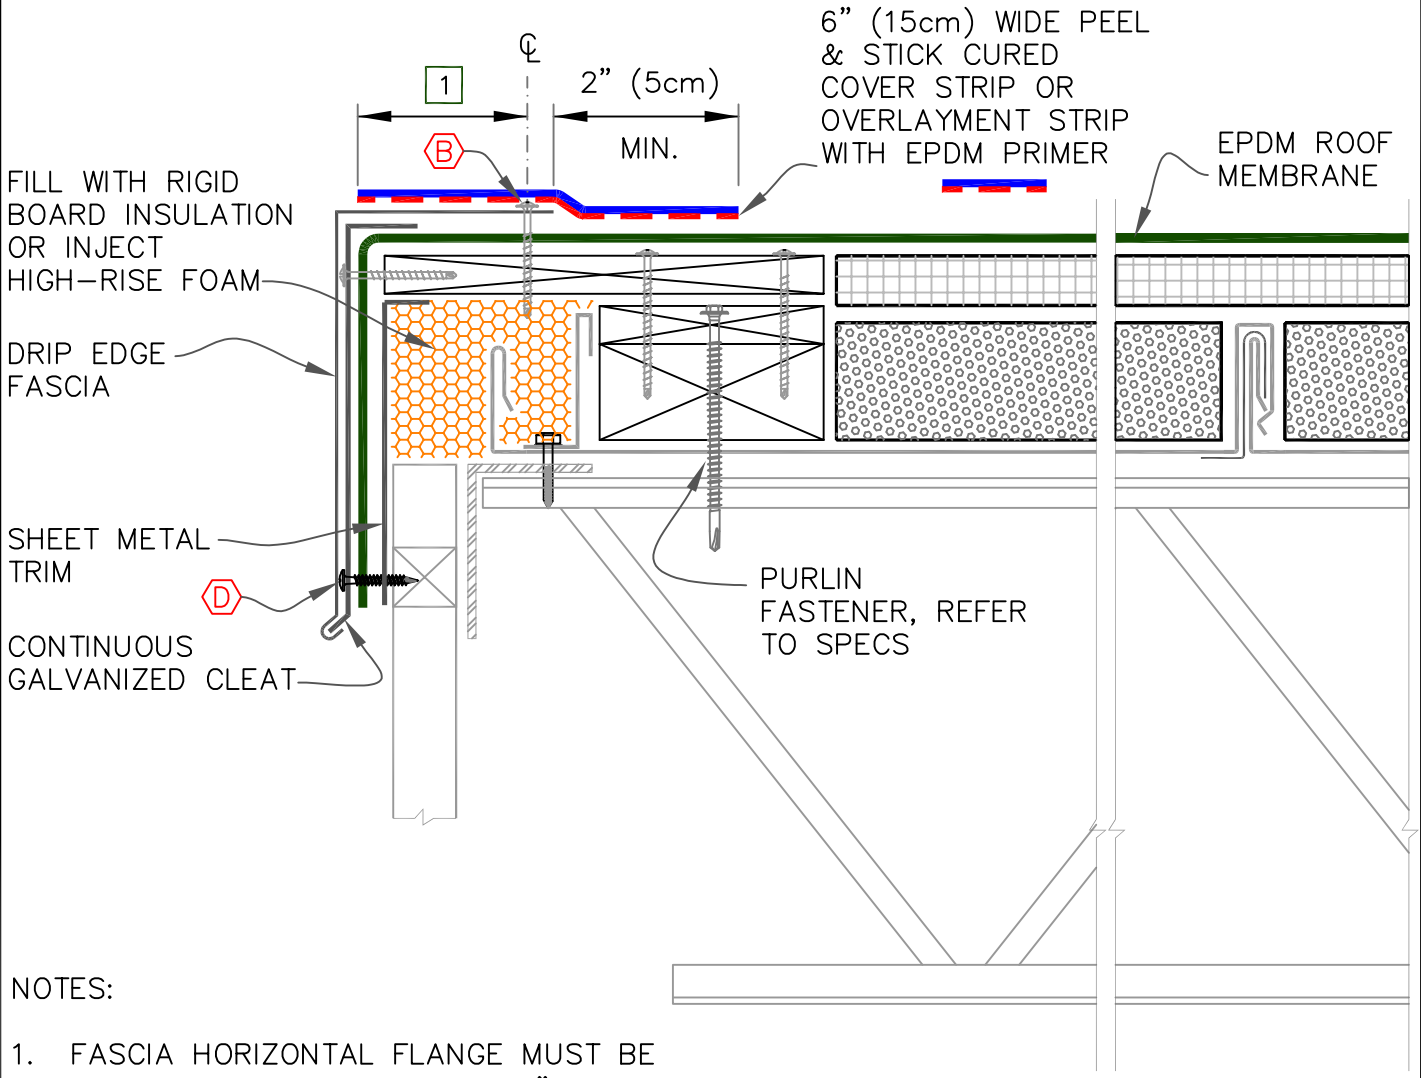 6” (15cm) WIDE PEEL
& STICK CURED
COVER STRIP OR
OVERLAYMENT STRIP
WITH EPDM PRIMER
℄
1
2” (5cm)
MIN.
B
EPDM ROOF
MEMBRANE
FILL WITH RIGID
BOARD INSULATION
OR INJECT
HIGH-RISE FOAM
DRIP EDGE
FASCIA
SHEET METAL
TRIM
D
CONTINUOUS
GALVANIZED CLEAT
PURLIN
FASTENER, REFER
TO SPECS
NOTES:
1. FASCIA HORIZONTAL FLANGE MUST BE